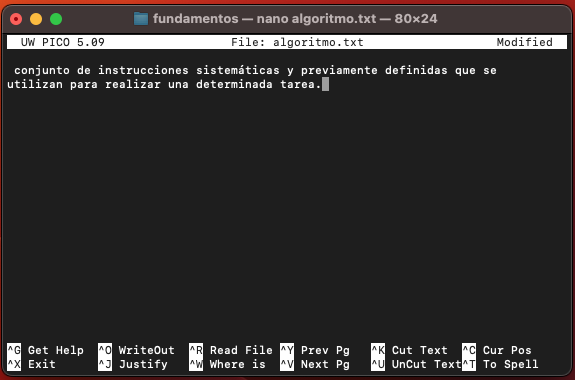 fundamentos — nano algoritmo.txt — 80×24
UW PICO 5.09 File: algoritmo.txt Modified
conjunto de instrucciones sistemáticas y previamente definidas que se
utilizan para realizar una determinada tarea.
^G Get Help ^O WriteOut ^R Read File ^Y Prev Pg ^K Cut Text ^C Cur Pos
^X Exit ^J Justify ^W Where is ^V Next Pg ^U UnCut Text ^T To Spell